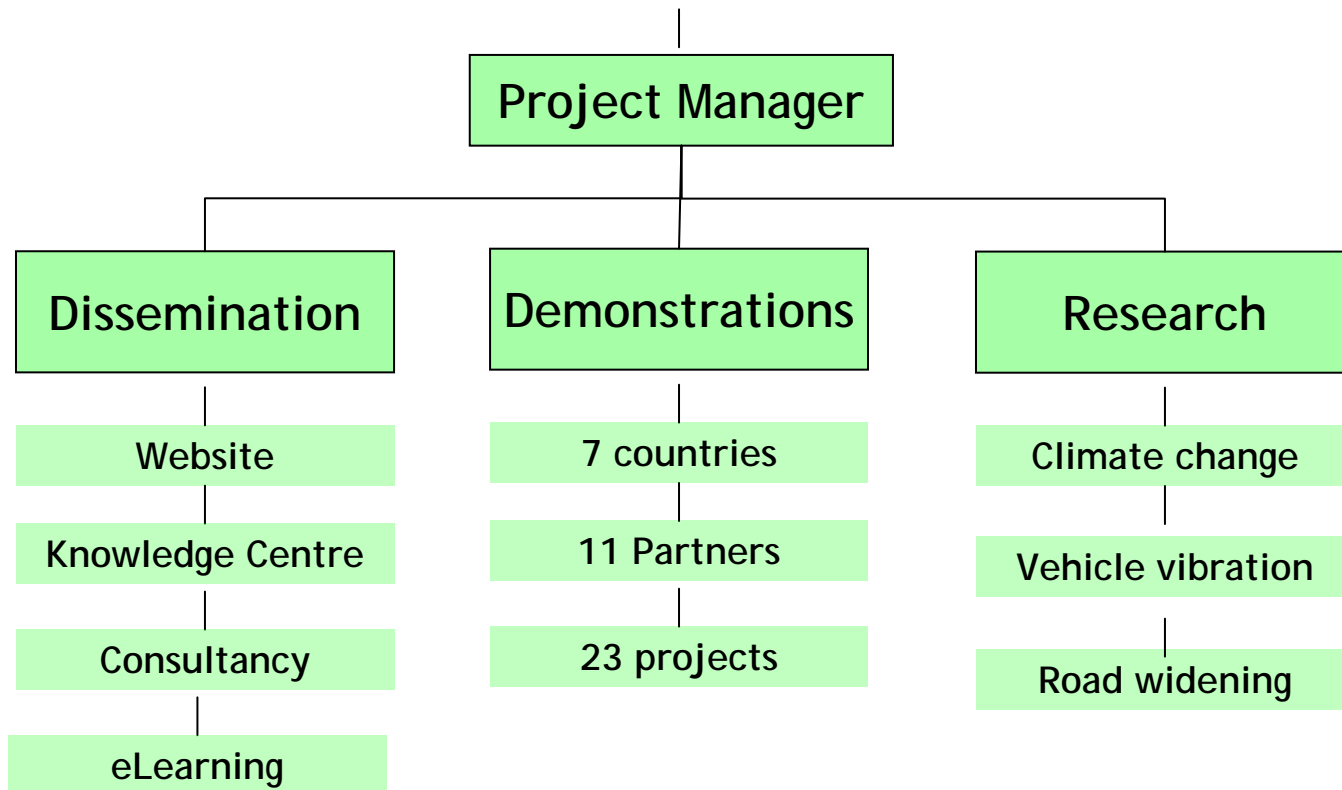 Project Manager
Dissemination
Demonstrations
Research
Website
Knowledge Centre
Consultancy
eLearning
7 countries
11 Partners
23 projects
Climate change
Vehicle vibration
Road widening